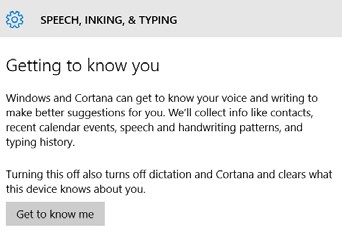 SPEECH, INKING, & TYPING
Getting to know you
Windows and Cortana can get to know your voice and writing to
make better suggestions for you. We'll collect info like contacts,
recent calendar events, speech and handwriting patterns, and
typing history.
Turning this off also turns off dictation and Cortana and clears what
this device knows about you.
Get to know me